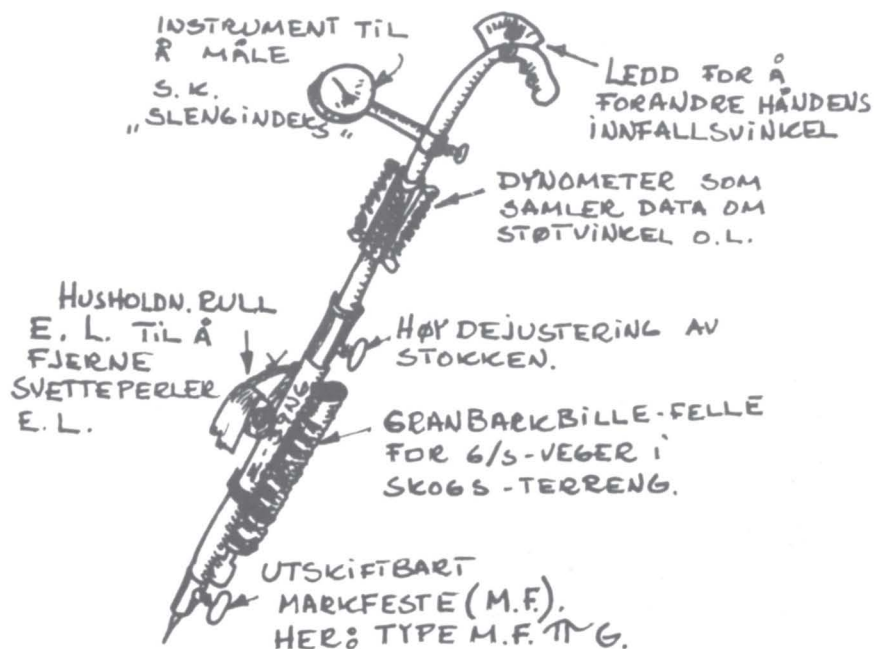 INSTRUMENT TIL
Å MÅLE
S. K.
„SLENGINDEKS"
LEDD FOR Å
FORANDRE HÅNDENS
INNFALLSVINKEL
DYNOMETER SOM
SAMLER DATA OM
STØTVINKEL O.L.
HUSHOLDN. RULL
E. L. TIL Å
FJERNE
SVETTEPERLER
E. L.
HØYDEJUSTERING AV
STOKKEN.
GRANBARKBILLE-FELLE
FOR G/S-VEGER I
SKOGS-TERRENG.
UTSKIFTBART
MARKFESTE (M.F.).
HER: TYPE M.F. π G.